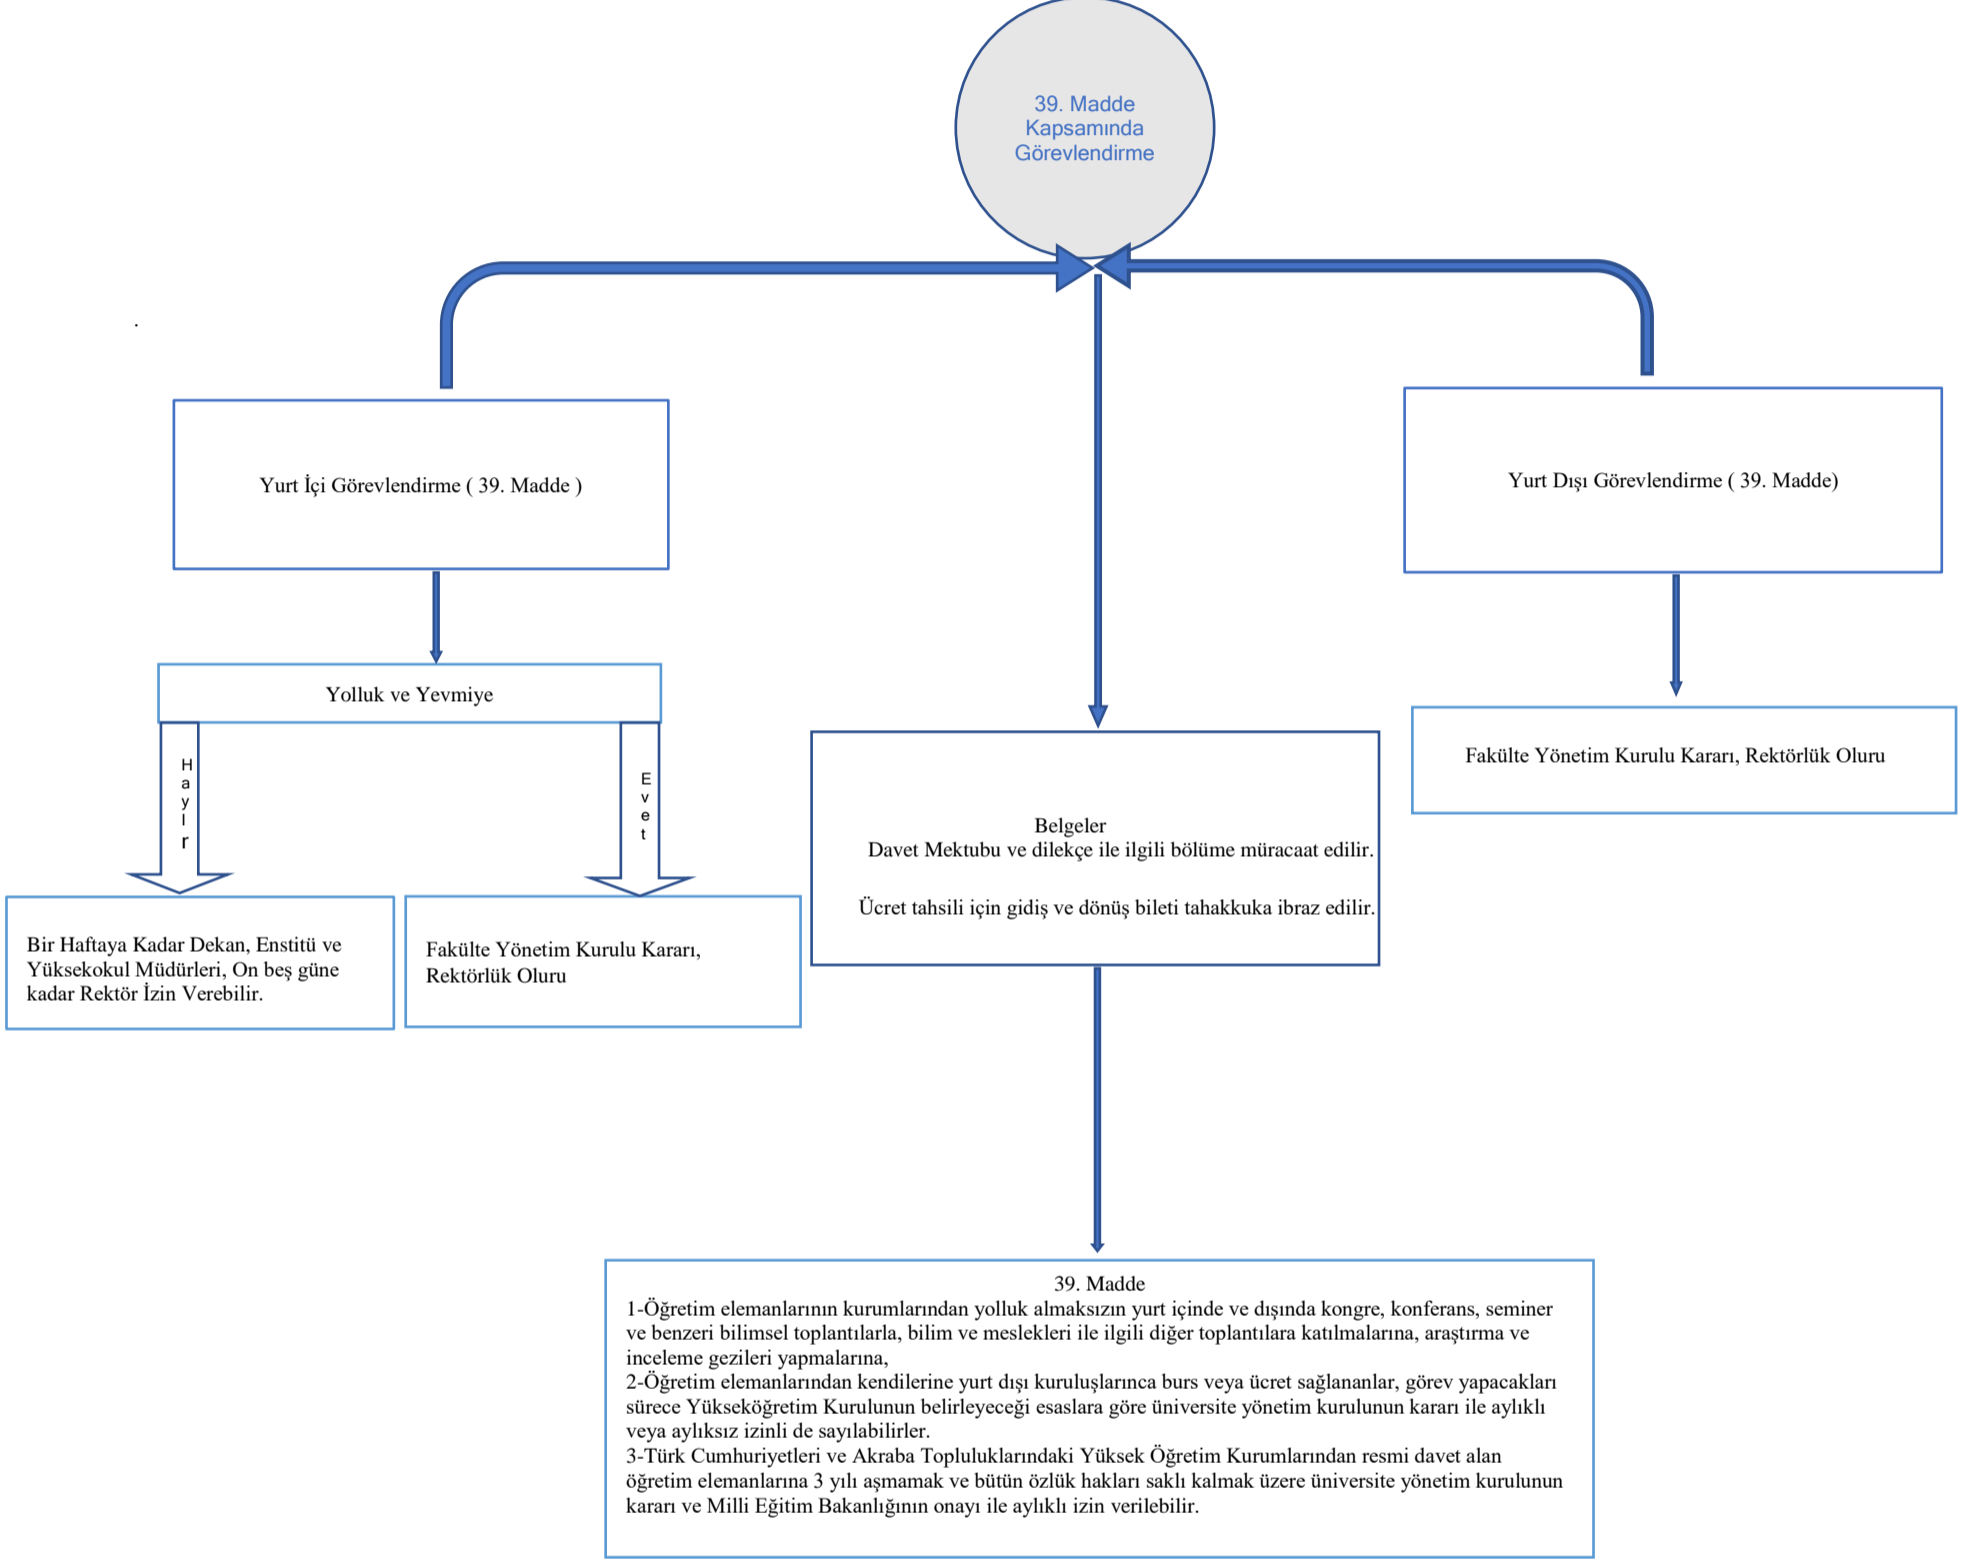 39. Madde
Kapsamında
Görevlendirme
.
Yurt İçi Görevlendirme ( 39. Madde )
Yurt Dışı Görevlendirme ( 39. Madde)
Yolluk ve Yevmiye
Hayır
Evet
Fakülte Yönetim Kurulu Kararı, Rektörlük Oluru
Belgeler
Davet Mektubu ve dilekçe ile ilgili bölüme müracaat edilir.
Ücret tahsili için gidiş ve dönüş bileti tahakkuka ibraz edilir.
Bir Haftaya Kadar Dekan, Enstitü ve
Yüksekokul Müdürleri, On beş güne
kadar Rektör İzin Verebilir.
Fakülte Yönetim Kurulu Kararı,
Rektörlük Oluru
39. Madde
1-Öğretim elemanlarının kurumlarından yolluk almaksızın yurt içinde ve dışında kongre, konferans, seminer
ve benzeri bilimsel toplantılarla, bilim ve meslekleri ile ilgili diğer toplantılara katılmalarına, araştırma ve
inceleme gezileri yapmalarına,
2-Öğretim elemanlarından kendilerine yurt dışı kuruluşlarınca burs veya ücret sağlananlar, görev yapacakları
sürece Yükseköğretim Kurulunun belirleyeceği esaslara göre üniversite yönetim kurulunun kararı ile aylıklı
veya aylıksız izinli de sayılabilirler.
3-Türk Cumhuriyetleri ve Akraba Topluluklarındaki Yüksek Öğretim Kurumlarından resmi davet alan
öğretim elemanlarına 3 yılı aşmamak ve bütün özlük hakları saklı kalmak üzere üniversite yönetim kurulunun
kararı ve Milli Eğitim Bakanlığının onayı ile aylıklı izin verilebilir.